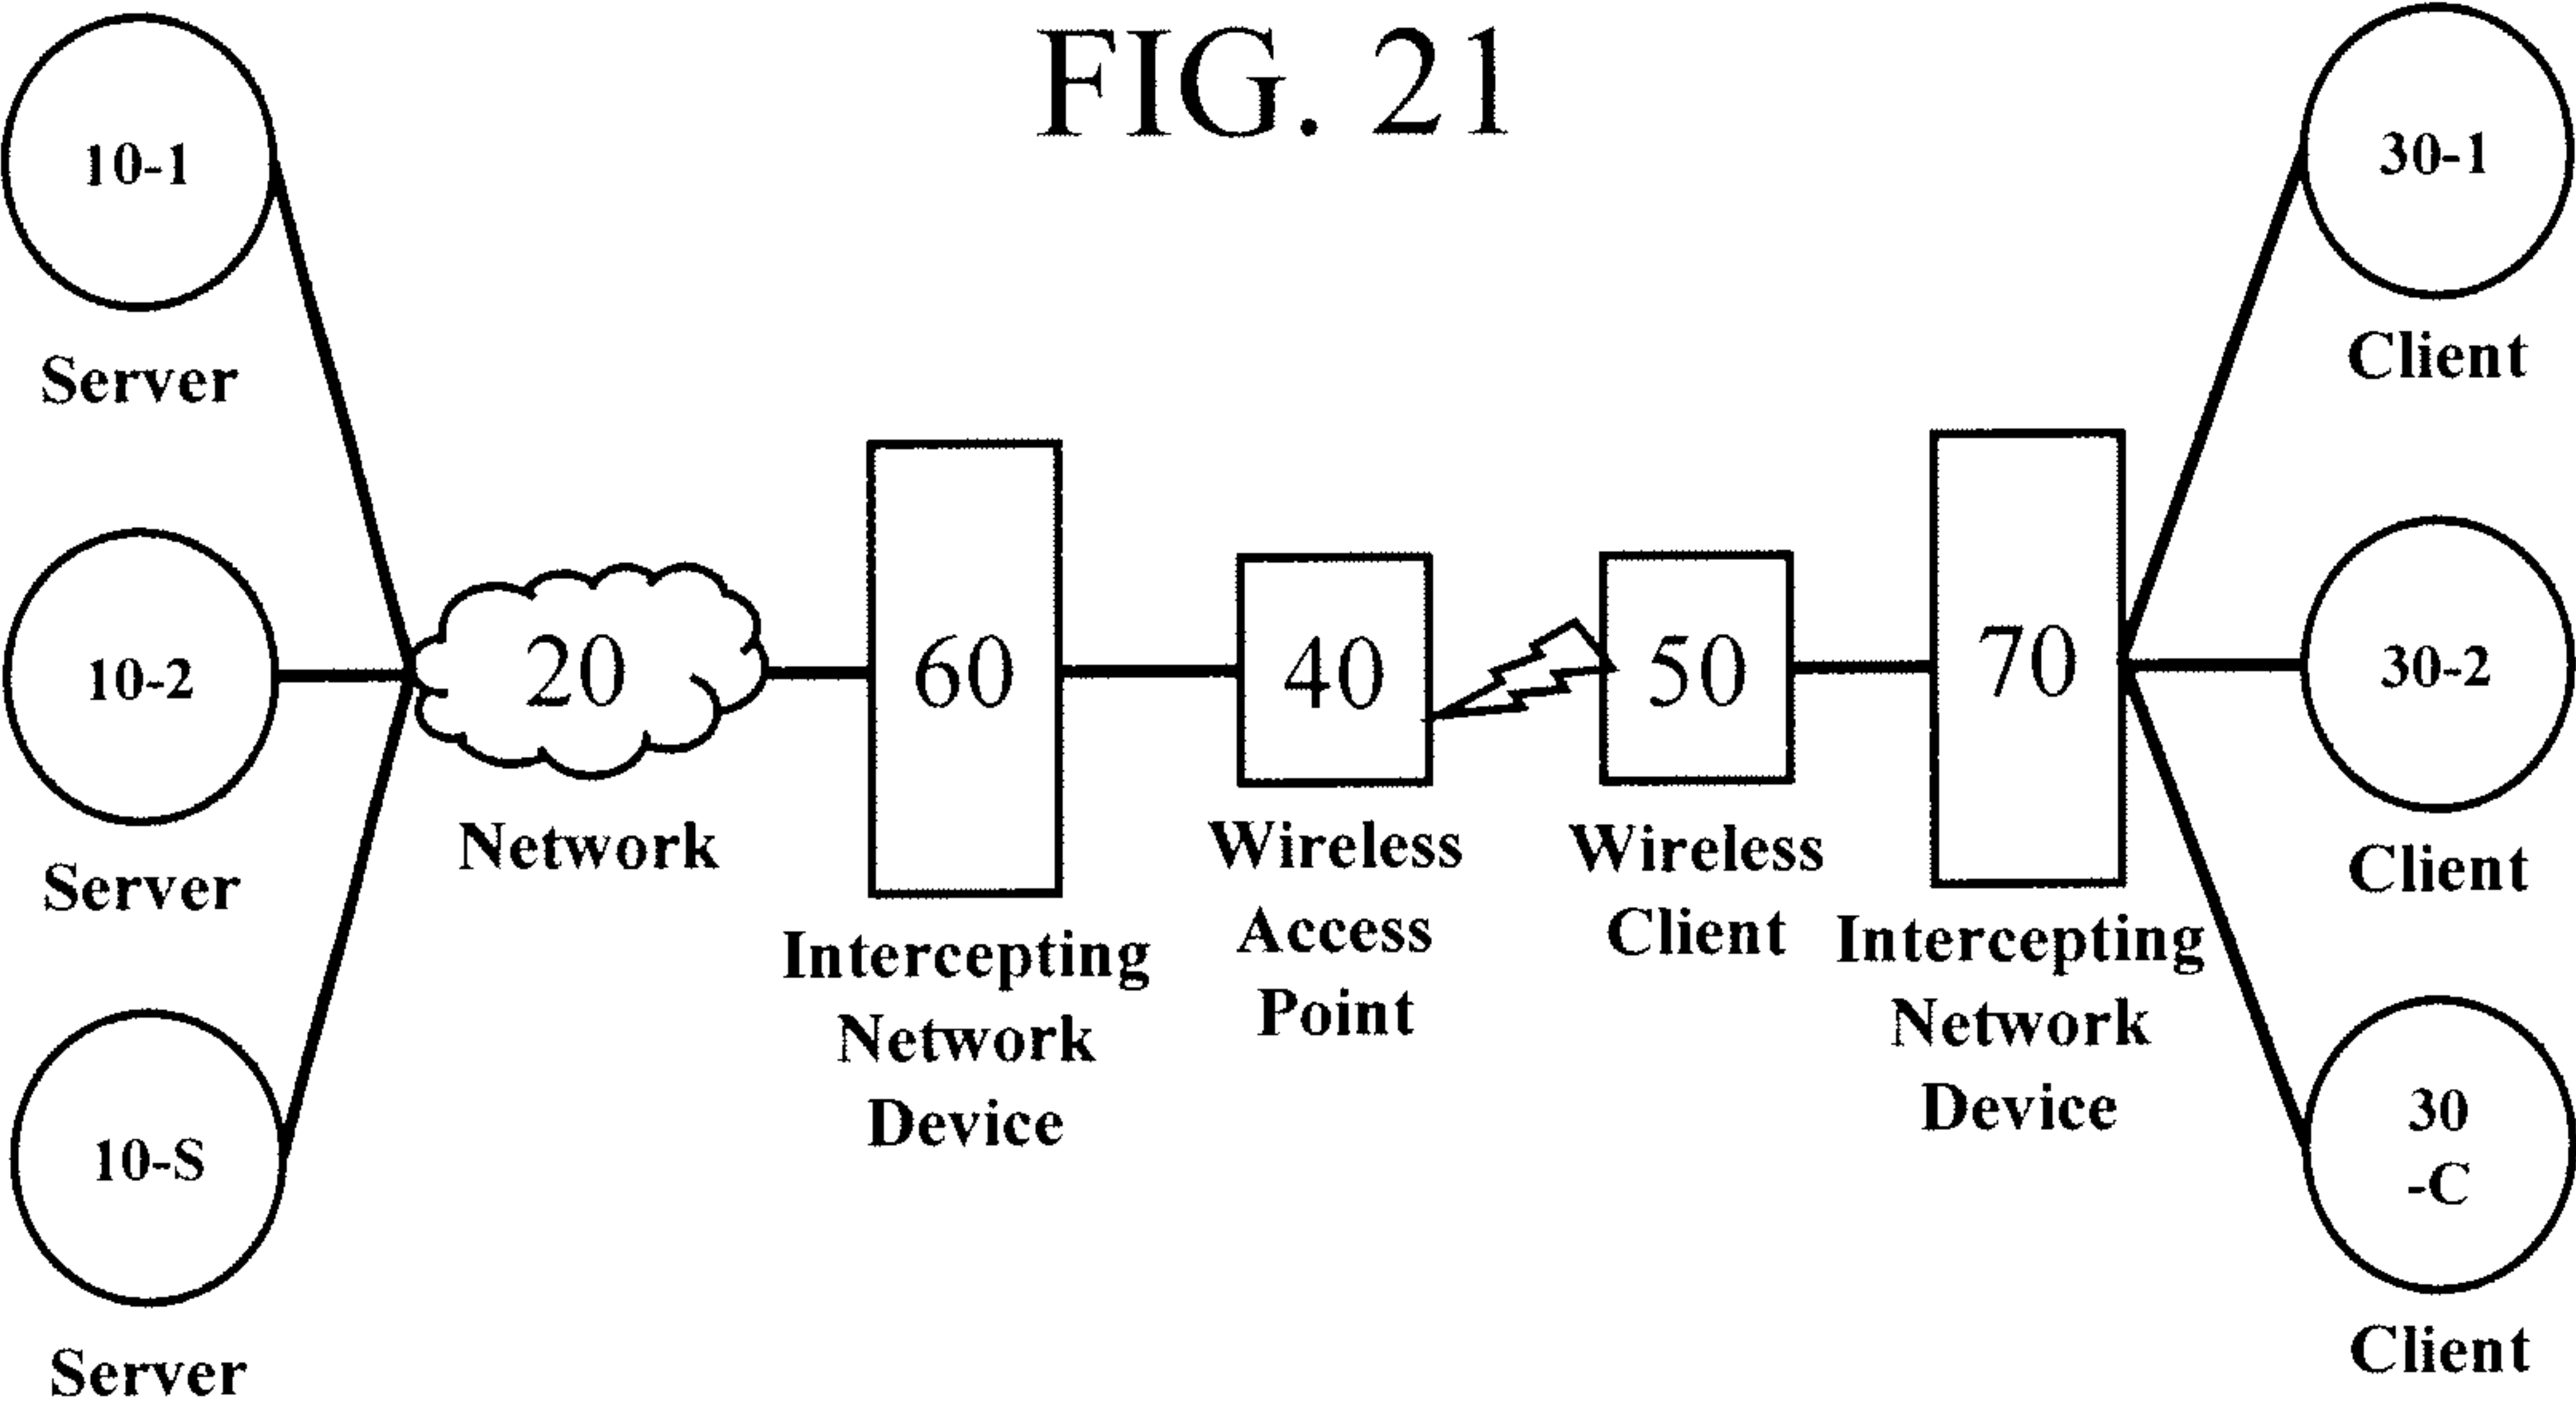 FIG. 21
10-1
Server
10-2
Server
10-S
Server
20
Network
60
Intercepting
Network
Device
40
Wireless
Access
Point
50
Wireless
Client
70
Intercepting
Network
Device
30-1
Client
30-2
Client
30
-C
Client